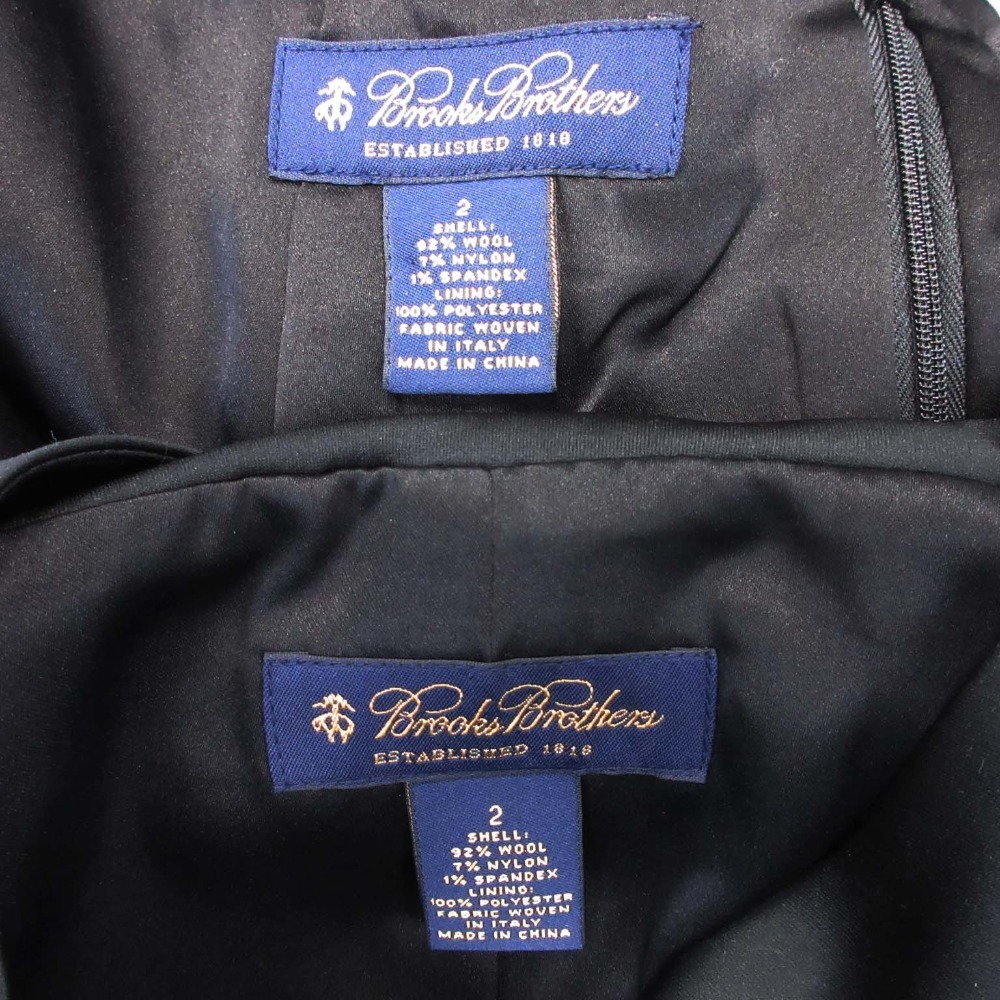 Brooks Brothers
ESTABLISHED 1818
2
SHELL:
92% WOOL
7% NYLON
1% SPANDEX
LINING:
100% POLYESTER
FABRIC WOVEN
IN ITALY
MADE IN CHINA
Brooks Brothers
ESTABLISHED 1818
2
SHELL:
92% WOOL
7% NYLON
1% SPANDEX
LINING:
100% POLYESTER
FABRIC WOVEN
IN ITALY
MADE IN CHINA